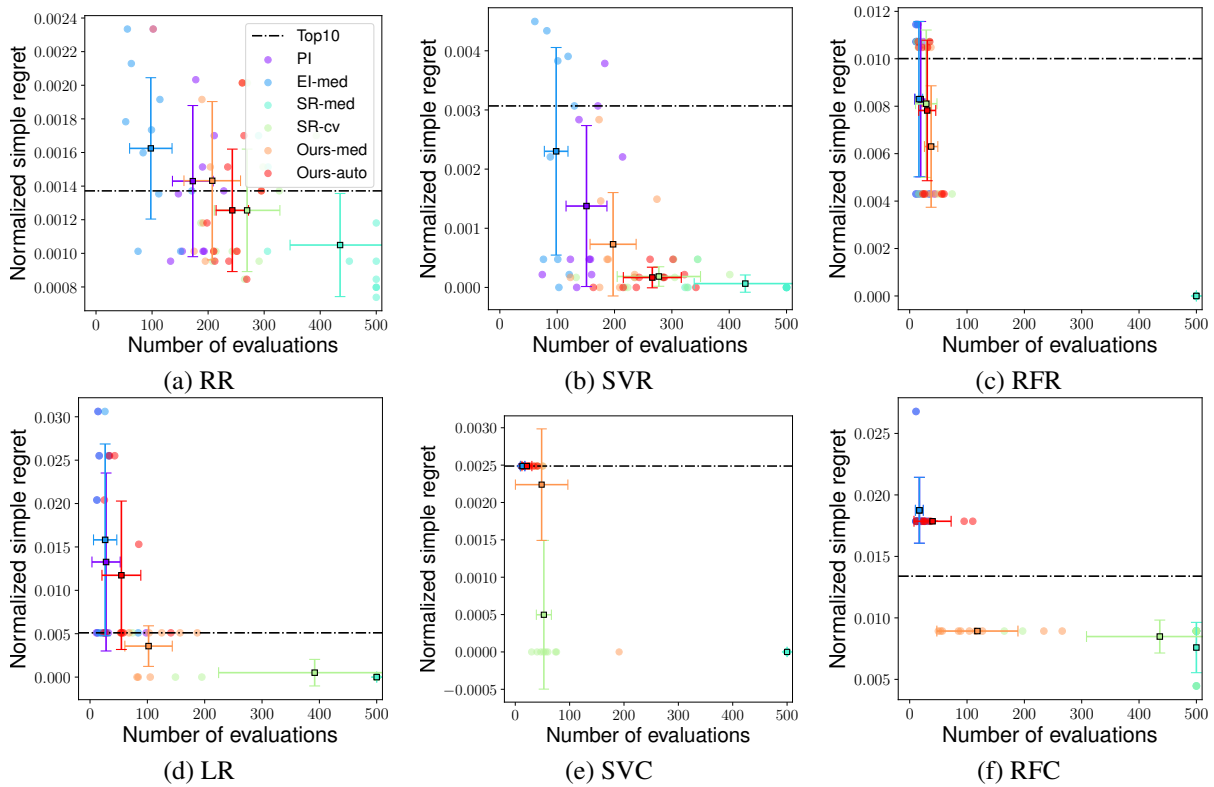 0.0024
0.0022
0.0020
0.0018
0.0016
0.0014
0.0012
0.0010
0.0008
Normalized simple regret
0 100 200 300 400 500
Number of evaluations
Top10
PI
EI-med
SR-med
SR-cv
Ours-med
Ours-auto
(a) RR
0.004
0.003
0.002
0.001
0.000
Normalized simple regret
0 100 200 300 400 500
Number of evaluations
(b) SVR
0.012
0.010
0.008
0.006
0.004
0.002
0.000
Normalized simple regret
0 100 200 300 400 500
Number of evaluations
(c) RFR
0.030
0.025
0.020
0.015
0.010
0.005
0.000
Normalized simple regret
0 100 200 300 400 500
Number of evaluations
(d) LR
0.0030
0.0025
0.0020
0.0015
0.0010
0.0005
0.0000
−0.0005
Normalized simple regret
0 100 200 300 400 500
Number of evaluations
(e) SVC
0.025
0.020
0.015
0.010
0.005
Normalized simple regret
0 100 200 300 400 500
Number of evaluations
(f) RFC